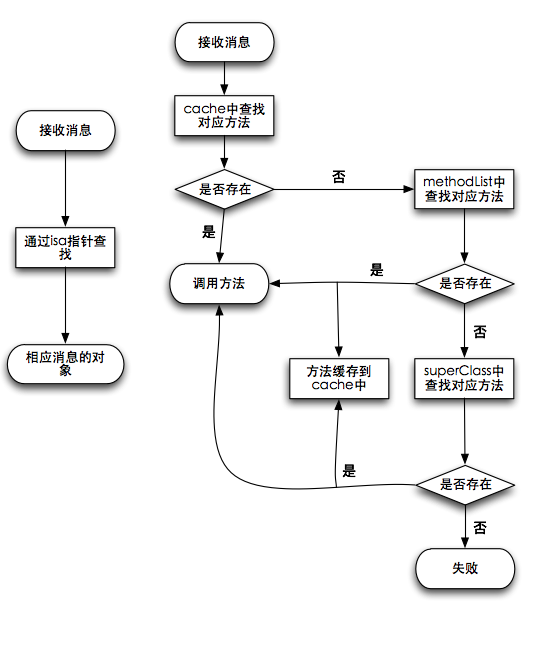 接收消息
通过isa指针查
找
相应消息的对
象
接收消息
cache中查找
对应方法
是否存在
否
是
调用方法
methodList中
查找对应方法
是否存在
是
否
方法缓存到
cache中
superClass中
查找对应方法
是否存在
是
否
失败